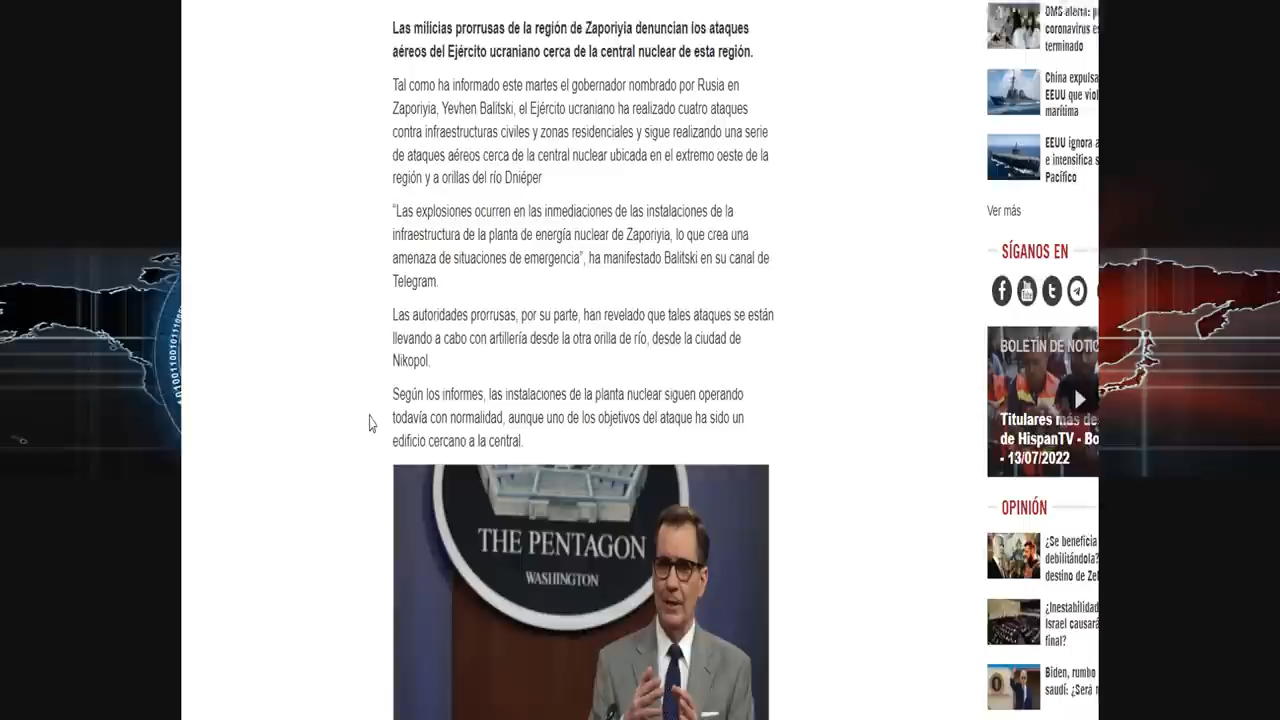 Las milicias prorrusas de la región de Zaporiyia denuncian los ataques
aéreos del Ejército ucraniano cerca de la central nuclear de esta región.
Tal como ha informado este martes el gobernador nombrado por Rusia en
Zaporiyia, Yevhen Balitski, el Ejército ucraniano ha realizado cuatro ataques
contra infraestructuras civiles y zonas residenciales y sigue realizando una serie
de ataques aéreos cerca de la central nuclear ubicada en el extremo oeste de la
región y a orillas del río Dniéper
“Las explosiones ocurren en las inmediaciones de las instalaciones de la
infraestructura de la planta de energía nuclear de Zaporiyia, lo que crea una
amenaza de situaciones de emergencia”, ha manifestado Balitski en su canal de
Telegram.
Las autoridades prorrusas, por su parte, han revelado que tales ataques se están
llevando a cabo con artillería desde la otra orilla de río, desde la ciudad de
Nikopol.
Según los informes, las instalaciones de la planta nuclear siguen operando
todavía con normalidad, aunque uno de los objetivos del ataque ha sido un
edificio cercano a la central.
THE PENTAGON
WASHINGTON
OMS alerta: p
coronavirus es
terminado
China expulsa
EEUU que viol
marítima
EEUU ignora a
e intensifica s
Pacífico
Ver más
SÍGANOS EN
BOLETÍN DE NOTIC
Titulares más de
de HispanTV - Bo
- 13/07/2022
OPINIÓN
¿Se beneficia
debilitándola?
destino de Zel
¿Inestabilidad
Israel causará
final?
Biden, rumbo
saudí: ¿Será